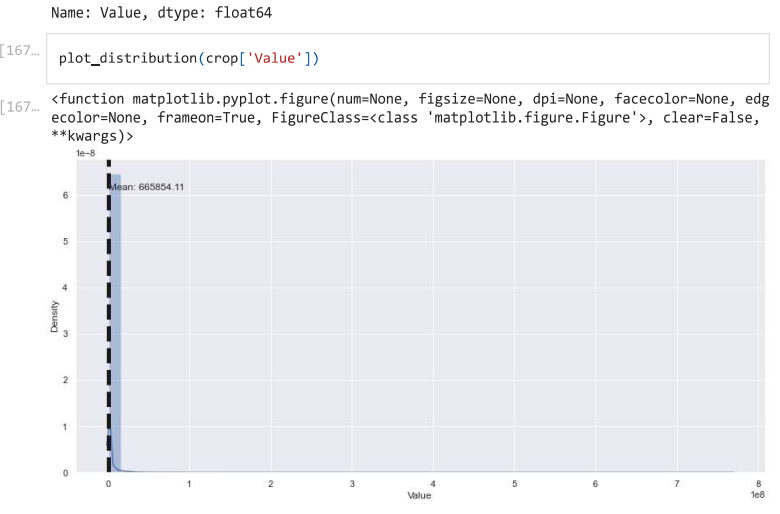 Name: Value, dtype: float64
[167…
plot_distribution(crop['Value'])
[167…
<function matplotlib.pyplot.figure(num=None, figsize=None, dpi=None, facecolor=None, edg
ecolor=None, frameon=True, FigureClass=<class 'matplotlib.figure.Figure'>, clear=False,
**kwargs)>
1e−8
Mean: 665854.11
6
5
4
3
2
1
0
Density
0 1 2 3 4 5 6 7 8
Value
1e8